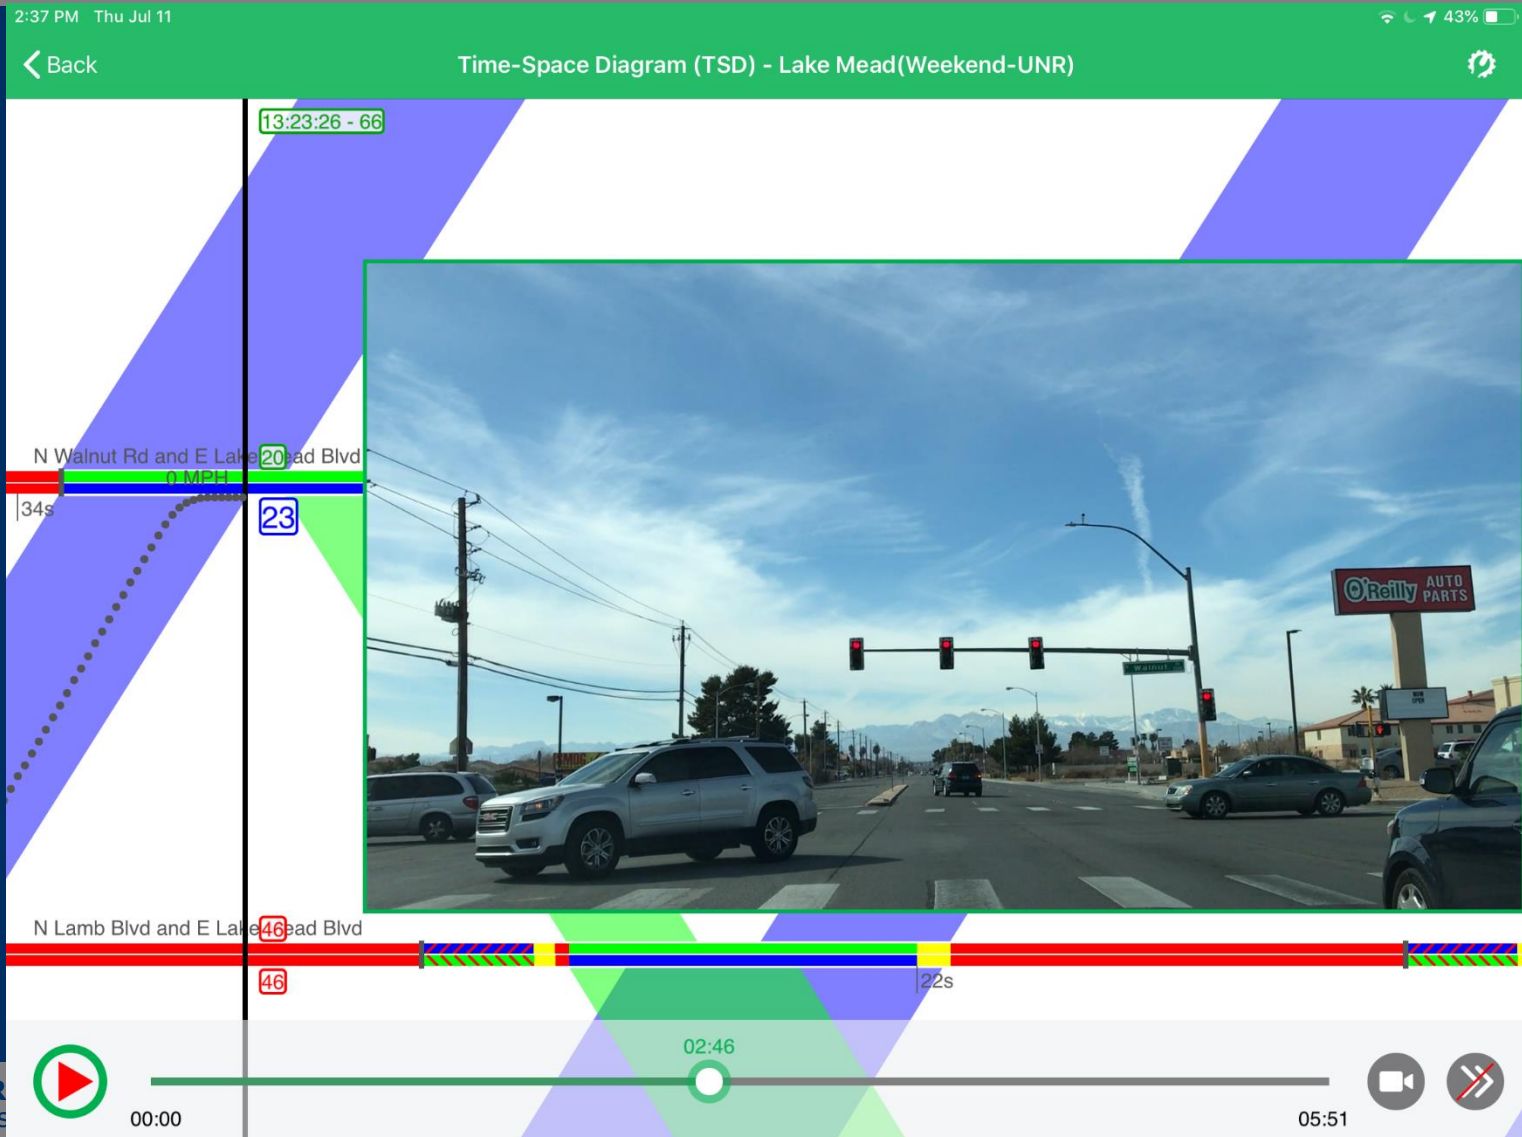 2:37 PM Thu Jul 11
43%
Back
Time-Space Diagram (TSD) - Lake Mead(Weekend-UNR)
13:23:26 - 66
N Walnut Rd and E Lake 20 ead Blvd
0 MPH
34s
23
O'Reilly AUTO
PARTS
Walnut
N Lamb Blvd and E Lake 46 ead Blvd
46
22s
02:46
00:00
05:51